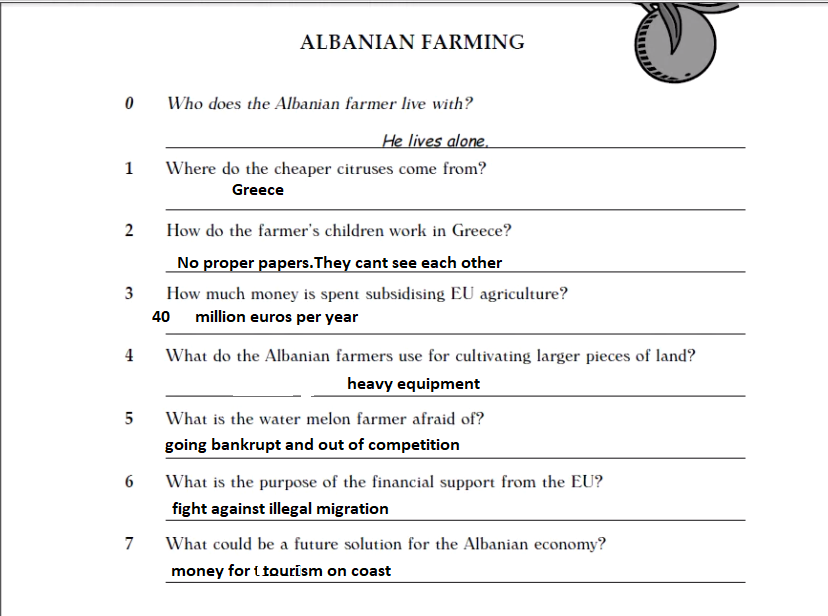 ALBANIAN FARMING
0 Who does the Albanian farmer live with?
He lives alone.
1 Where do the cheaper citruses come from?
Greece
2 How do the farmer's children work in Greece?
No proper papers.They cant see each other
3 How much money is spent subsidising EU agriculture?
40 million euros per year
4 What do the Albanian farmers use for cultivating larger pieces of land?
heavy equipment
5 What is the water melon farmer afraid of?
going bankrupt and out of competition
6 What is the purpose of the financial support from the EU?
fight against illegal migration
7 What could be a future solution for the Albanian economy?
money for t tourism on coast